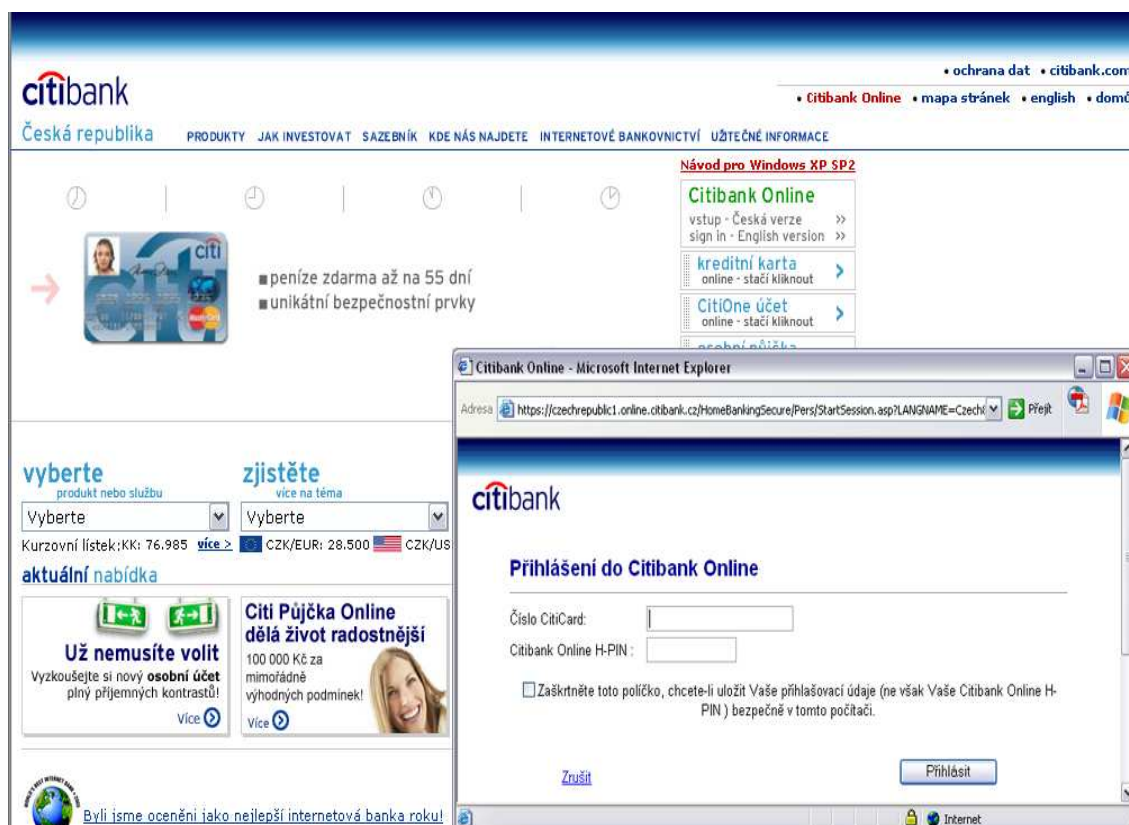 • ochrana dat • citibank.com
citibank
• Citibank Online • mapa stránek • english • domů
Česká republika
PRODUKTY JAK INVESTOVAT SAZEBNÍK KDE NÁS NAJDETE INTERNETOVÉ BANKOVNICTVÍ UŽITEČNÉ INFORMACE
Návod pro Windows XP SP2
Citibank Online
vstup - Česká verze >>
sign in - English version >>
kreditní karta
online - stačí kliknout
CitiOne účet
online - stačí kliknout
osobní půjčka
citi
MasterCard
peníze zdarma až na 55 dní
unikátní bezpečnostní prvky
vyberte
produkt nebo službu
Vyberte
zjistěte
více na téma
Vyberte
Kurzovní lístek:KK: 76.985 více > CZK/EUR: 28.500 CZK/US
aktuální nabídka
Už nemusíte volit
Vyzkoušejte si nový osobní účet
plný příjemných kontrastů!
Více
Citi Půjčka Online
dělá život radostnější
100 000 Kč za
mimořádně
výhodných podmínek!
Více
Byli jsme oceněni jako nejlepší internetová banka roku!
Citibank Online - Microsoft Internet Explorer
Adresa https://czechrepublic1.online.citibank.cz/HomeBankingSecure/Pers/StartSession.asp?LANGNAME=Czech Přejít
citibank
Přihlášení do Citibank Online
Číslo CitiCard:
Citibank Online H-PIN :
Zaškrtněte toto políčko, chcete-li uložit Vaše přihlašovací údaje (ne však Vaše Citibank Online H-
PIN ) bezpečně v tomto počítači.
Zrušit
Přihlásit
Internet